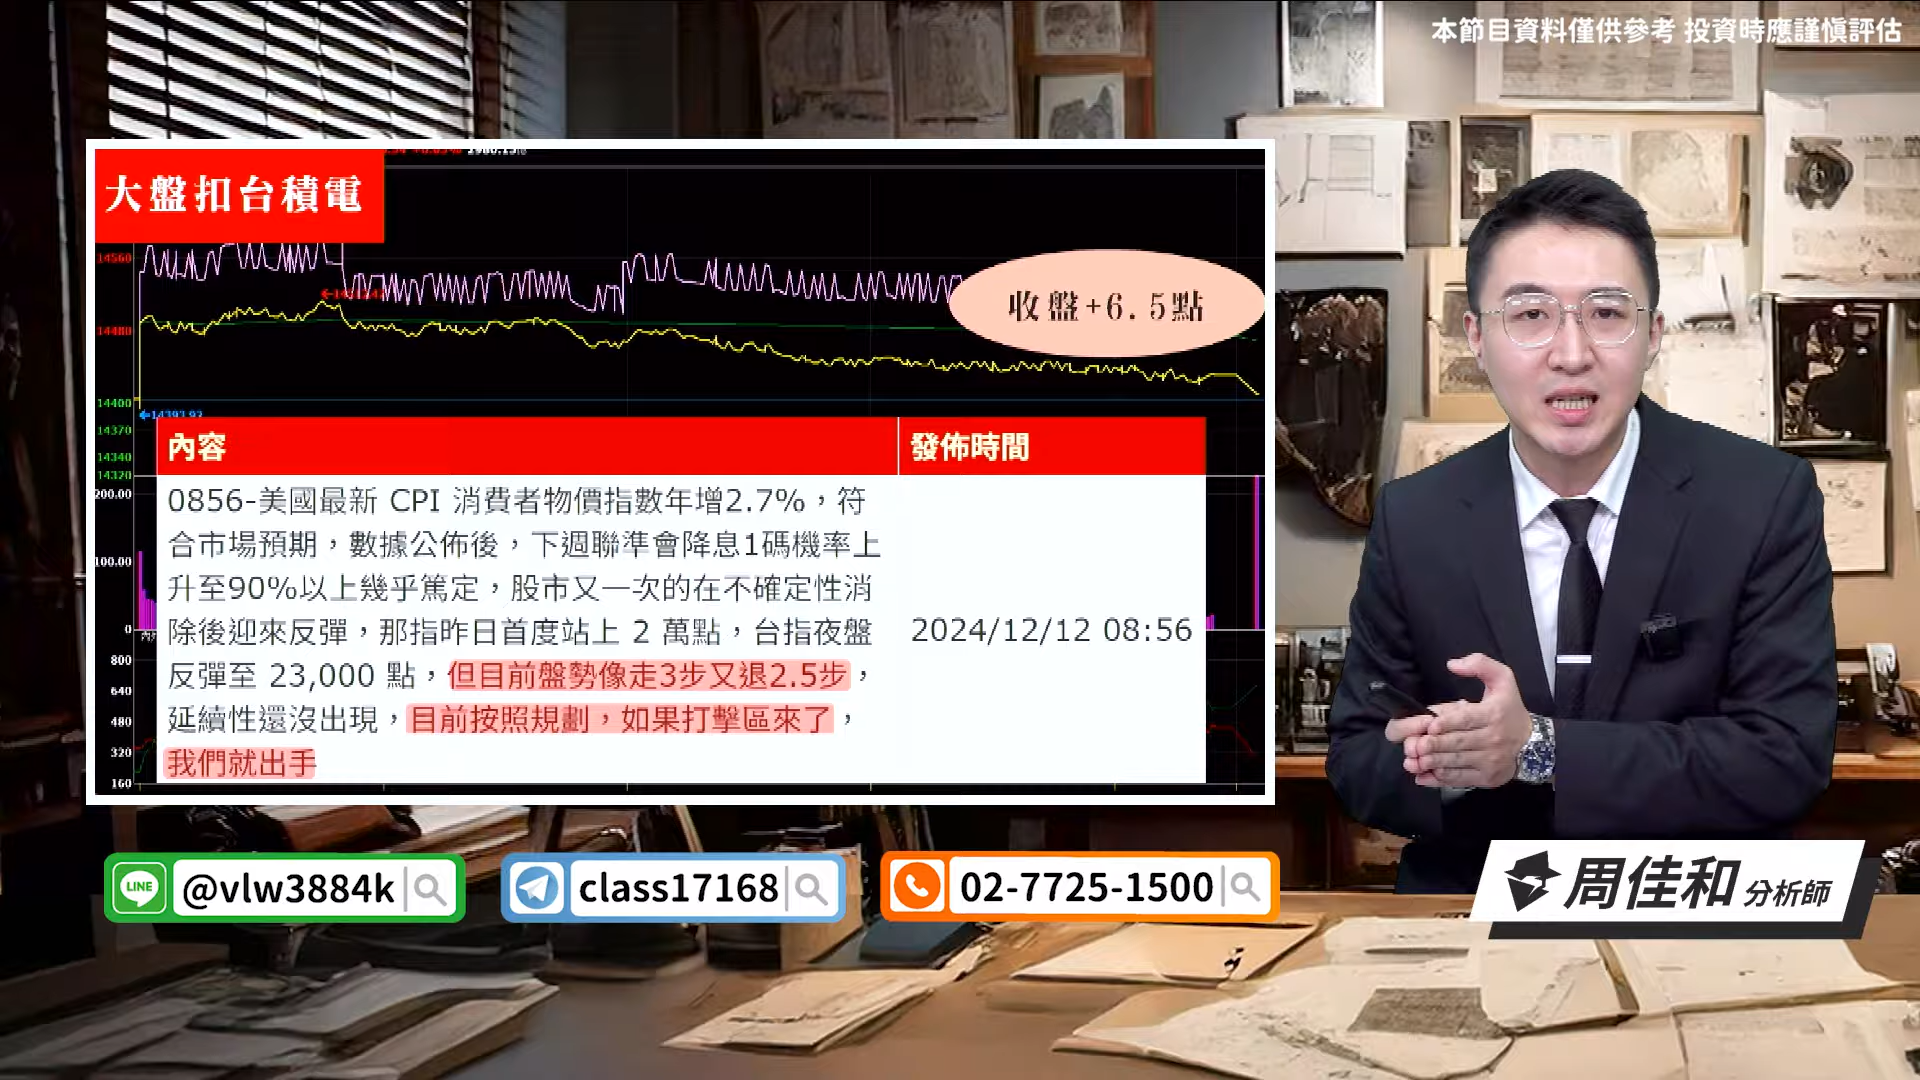 本節目資料僅供參考 投資時應謹慎評估
大盤扣台積電
14560
收盤+6.5點
14480
14400
14393.93
14370
14340
14320
內容
發佈時間
200.00
0856-美國最新 CPI 消費者物價指數年增2.7%，符
合市場預期，數據公佈後，下週聯準會降息1碼機率上
100.00
升至90%以上幾乎篤定，股市又一次的在不確定性消
除後迎來反彈，那指昨日首度站上 2 萬點，台指夜盤
2024/12/12 08:56
0
反彈至 23,000 點，但目前盤勢像走3步又退2.5步，
800
延續性還沒出現，目前按照規劃，如果打擊區來了，
640
我們就出手
480
320
160
LINE
@vlw3884k
class17168
02-7725-1500
周佳和 分析師